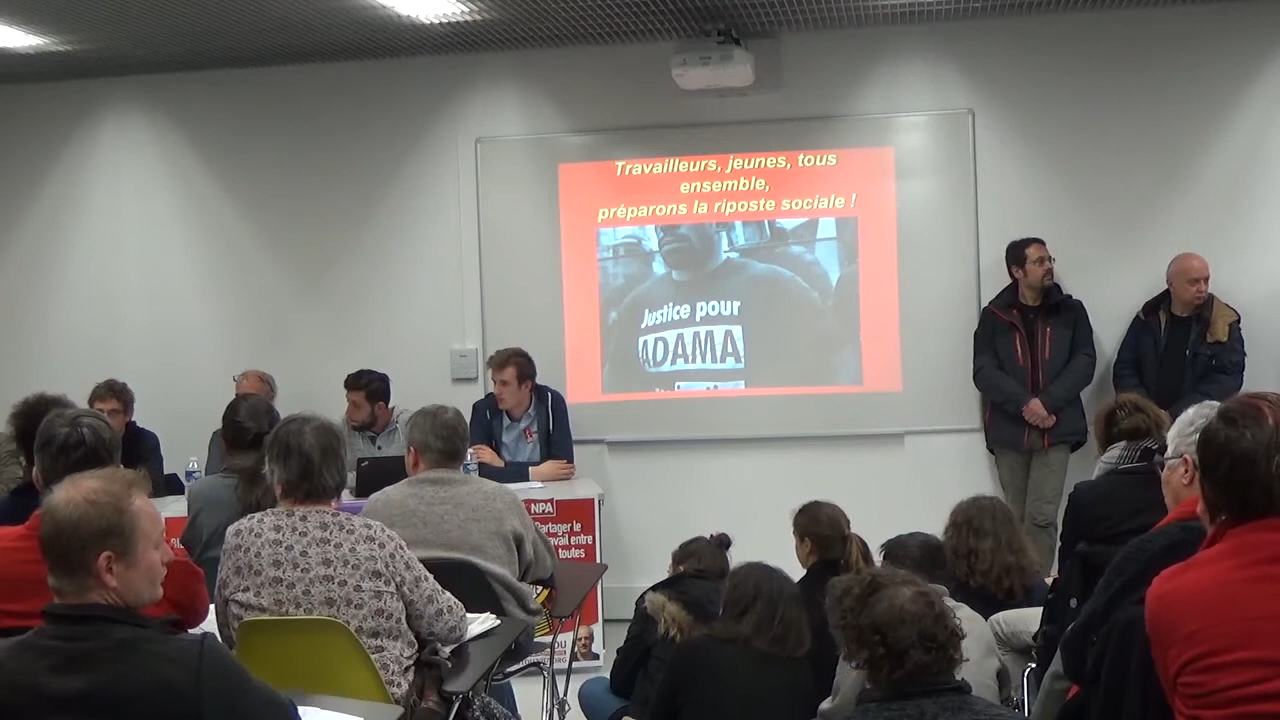 Travailleurs, jeunes, tous
ensemble,
préparons la riposte sociale !
Justice pour
ADAMA
NPA
Partager le
travail entre
toutes